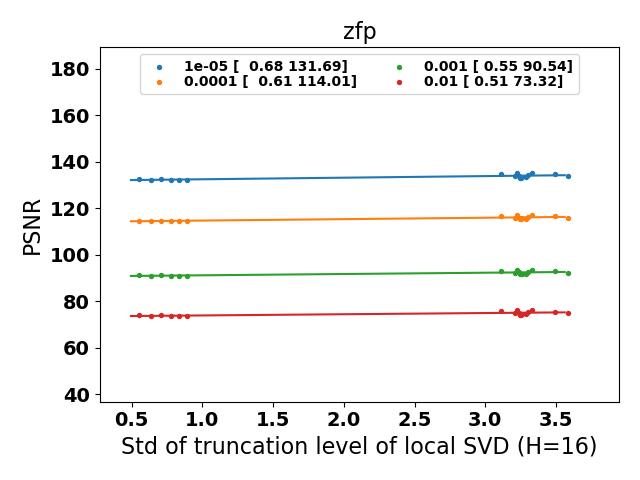 zfp
1e-05 [  0.68 131.69]
0.0001 [  0.61 114.01]
0.001 [ 0.55 90.54]
0.01 [ 0.51 73.32]
180
160
140
120
100
80
60
40
PSNR
0.5 1.0 1.5 2.0 2.5 3.0 3.5
Std of truncation level of local SVD (H=16)